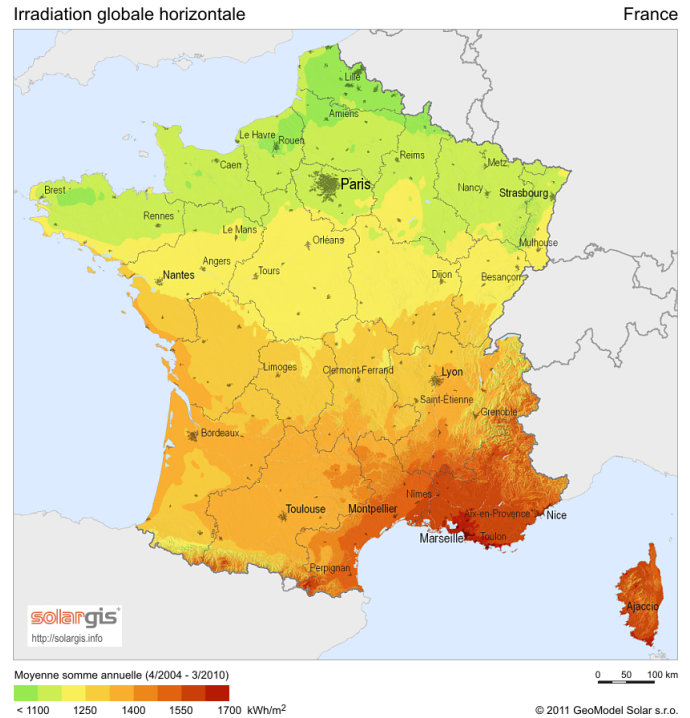 Irradiation globale horizontale
France
Lille
Amiens
Le Havre
Rouen
Caen
Reims
Metz
Paris
Nancy
Strasbourg
Brest
Rennes
Le Mans
Orléans
Mulhouse
Angers
Tours
Nantes
Dijon
Besançon
Limoges
Clermont-Ferrand
Lyon
Saint-Étienne
Grenoble
Bordeaux
Nîmes
Toulouse
Montpellier
Aix-en-Provence
Nice
Marseille
Toulon
Perpignan
Ajaccio
solargis
http://solargis.info
Moyenne somme annuelle (4/2004 - 3/2010)
0 50 100 km
< 1100 1250 1400 1550 1700 kWh/m²
© 2011 GeoModel Solar s.r.o.